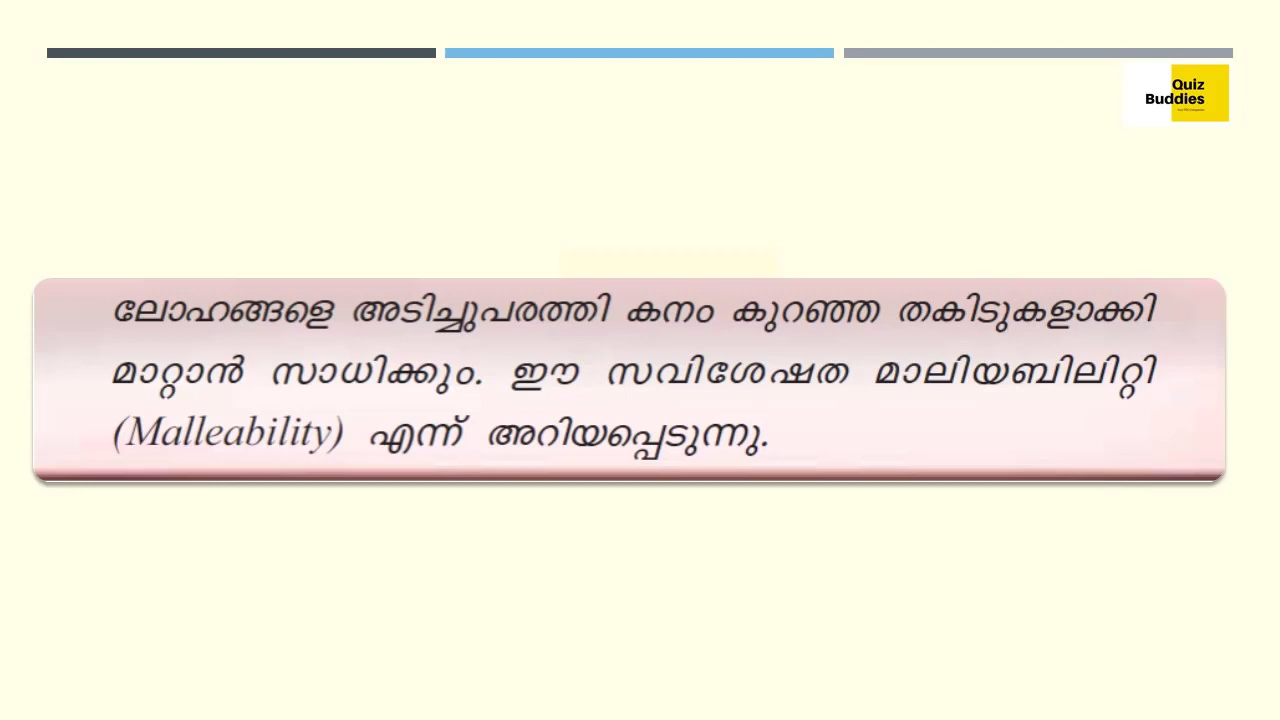 Quiz
Buddies
ലോഹങ്ങളെ അടിച്ചുപരത്തി കനം കുറഞ്ഞ തകിടുകളാക്കി
മാറ്റാൻ സാധിക്കും. ഈ സവിശേഷത മാലിയബിലിറ്റി
(Malleability) എന്ന് അറിയപ്പെടുന്നു.